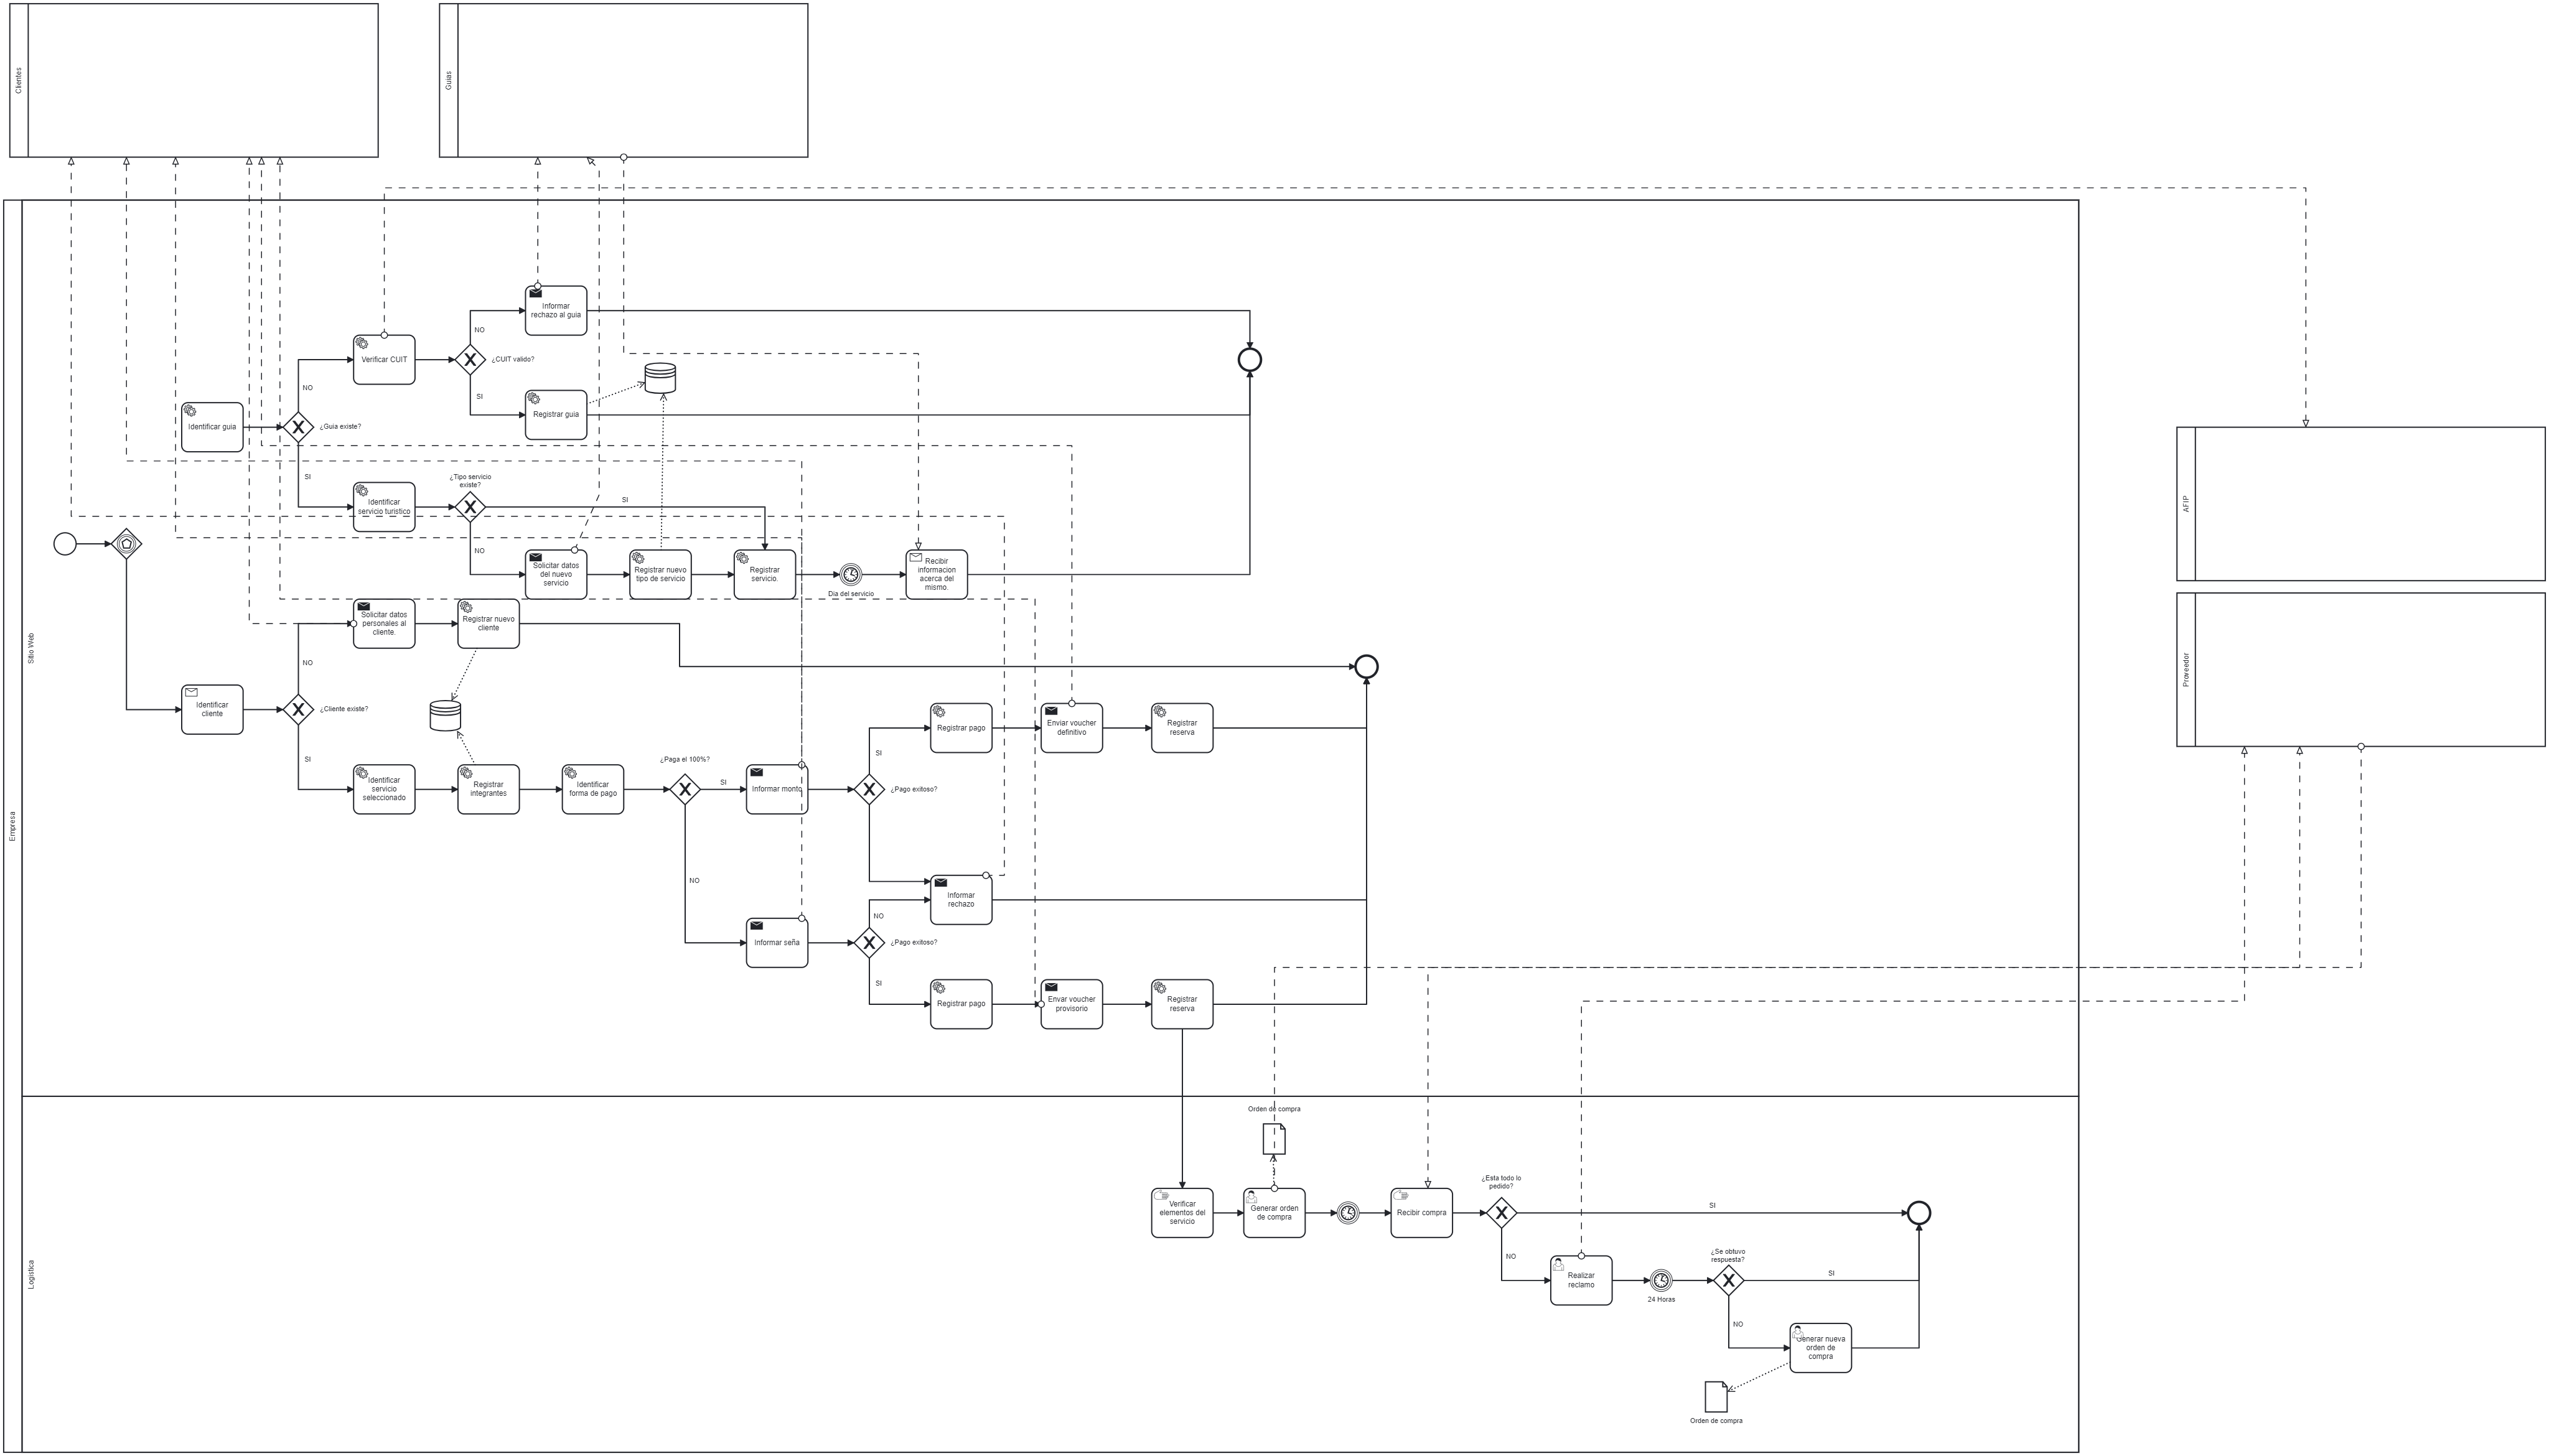 Clientes
Guias
Empresa
Sitio Web
Logistica
AFIP
Proveedor
Informar
rechazo al guia
NO
Verificar CUIT
¿CUIT valido?
NO
SI
Registrar guia
Identificar guia
¿Guia existe?
SI
¿Tipo servicio
existe?
SI
Identificar
servicio turistico
NO
Solicitar datos
del nuevo
servicio
Registrar nuevo
tipo de servicio
Registrar
servicio.
Dia del servicio
Recibir
informacion
acerca del
mismo.
Solicitar datos
personales al
cliente.
Registrar nuevo
cliente
NO
Identificar
cliente
¿Cliente existe?
SI
Identificar
servicio
seleccionado
Registrar
integrantes
Identificar
forma de pago
¿Paga el 100%?
SI
Informar monto
¿Pago exitoso?
SI
Registrar pago
Enviar voucher
definitivo
Registrar
reserva
NO
Informar
rechazo
NO
Informar seña
¿Pago exitoso?
SI
Registrar pago
Envar voucher
provisorio
Registrar
reserva
Orden de compra
Verificar
elementos del
servicio
Generar orden
de compra
Recibir compra
¿Esta todo lo
pedido?
SI
NO
Realizar
reclamo
24 Horas
¿Se obtuvo
respuesta?
SI
NO
Generar nueva
orden de
compra
Orden de compra